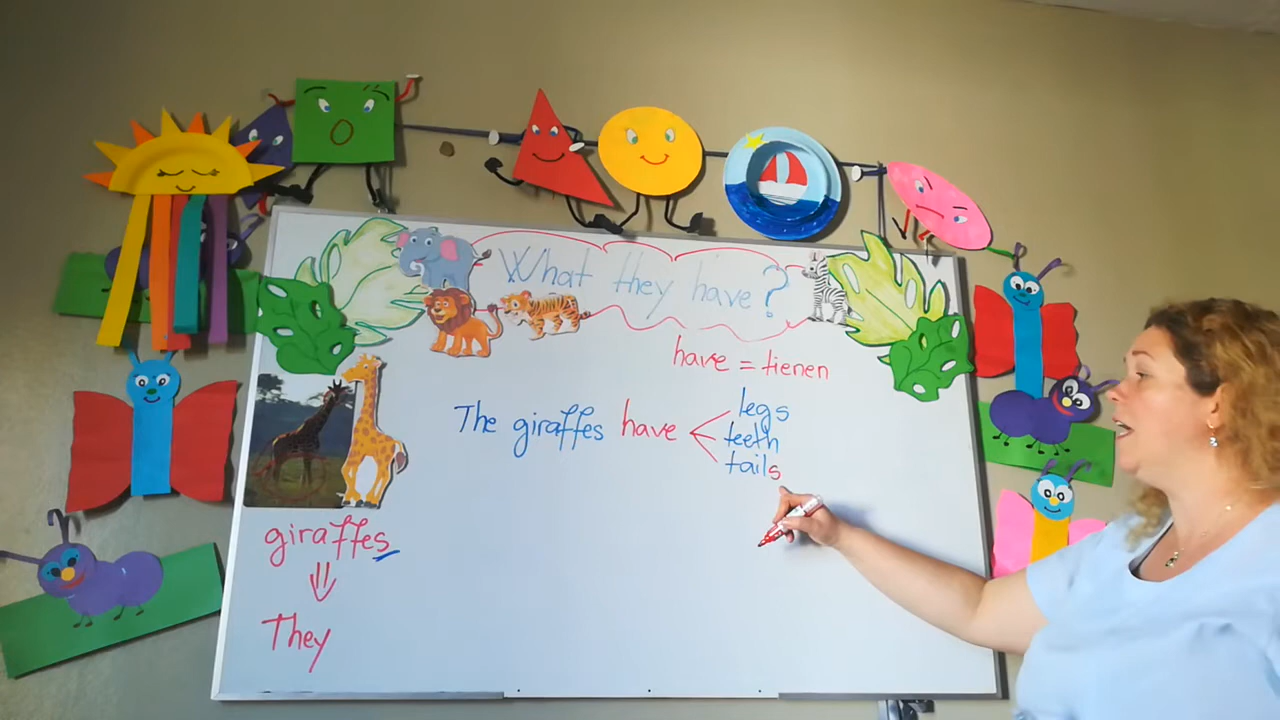 What they have?
have = tienen
The giraffes have
legs
teeth
tails
giraffes
They